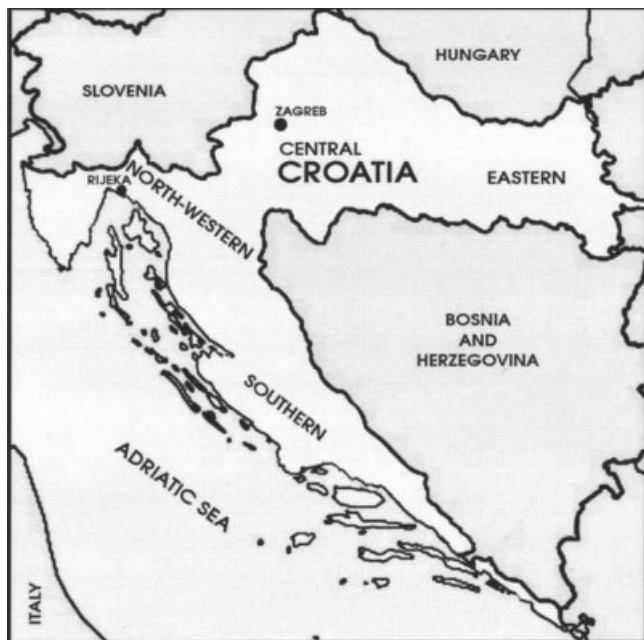 HUNGARY
SLOVENIA
ZAGREB
CENTRAL
CROATIA
EASTERN
RIJEKA
NORTH-WESTERN
BOSNIA
AND
HERZEGOVINA
SOUTHERN
ADRIATIC SEA
ITALY